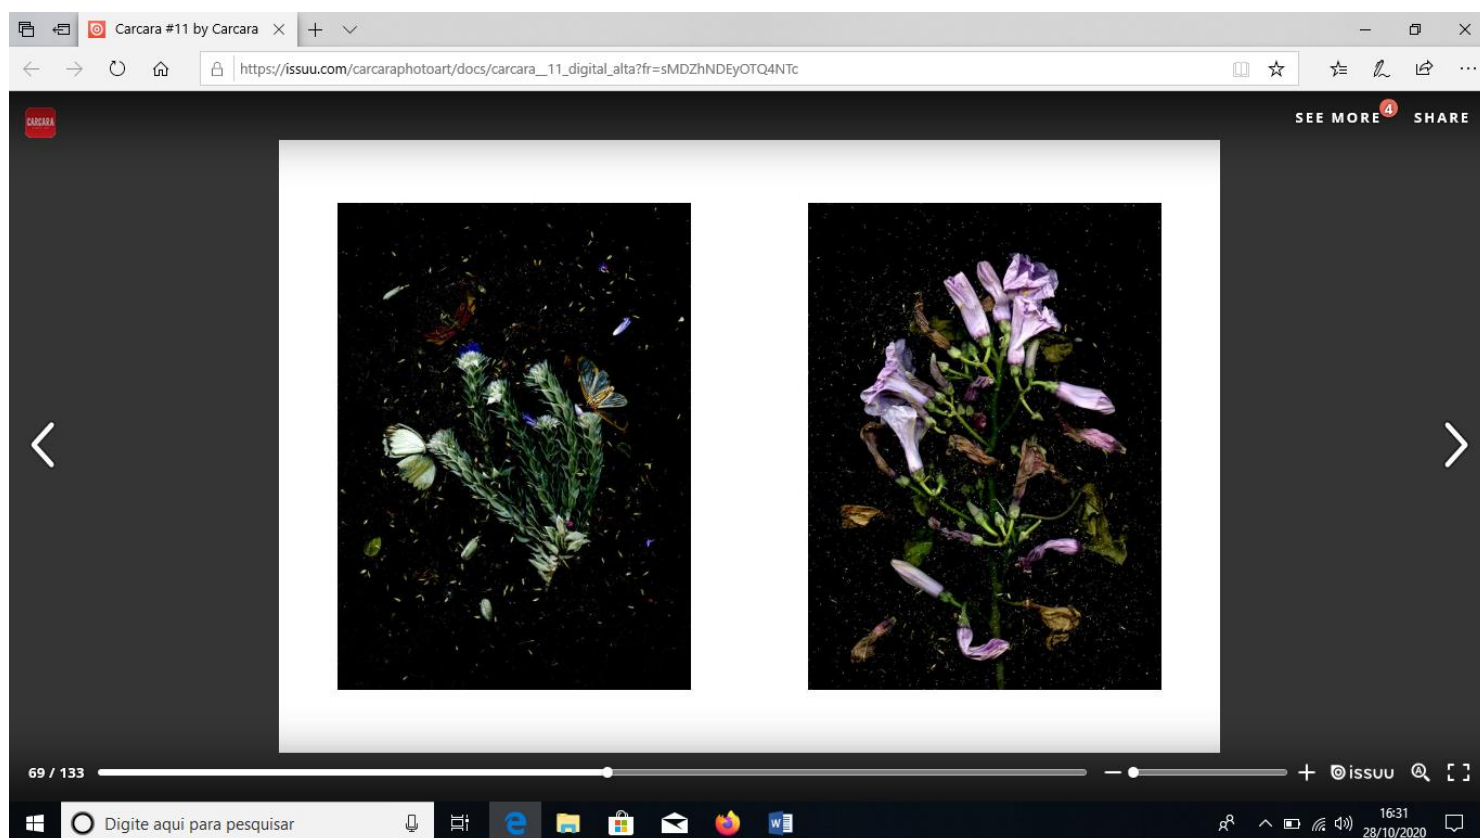 Carcara #11 by Carcara
https://issuu.com/carcaraphotoart/docs/carcara__11_digital_alta?fr=sMDZhNDEyOTQ4NTc
CARCARA
SEE MORE 4 SHARE
69 / 133
issuu
Digite aqui para pesquisar
16:31
28/10/2020